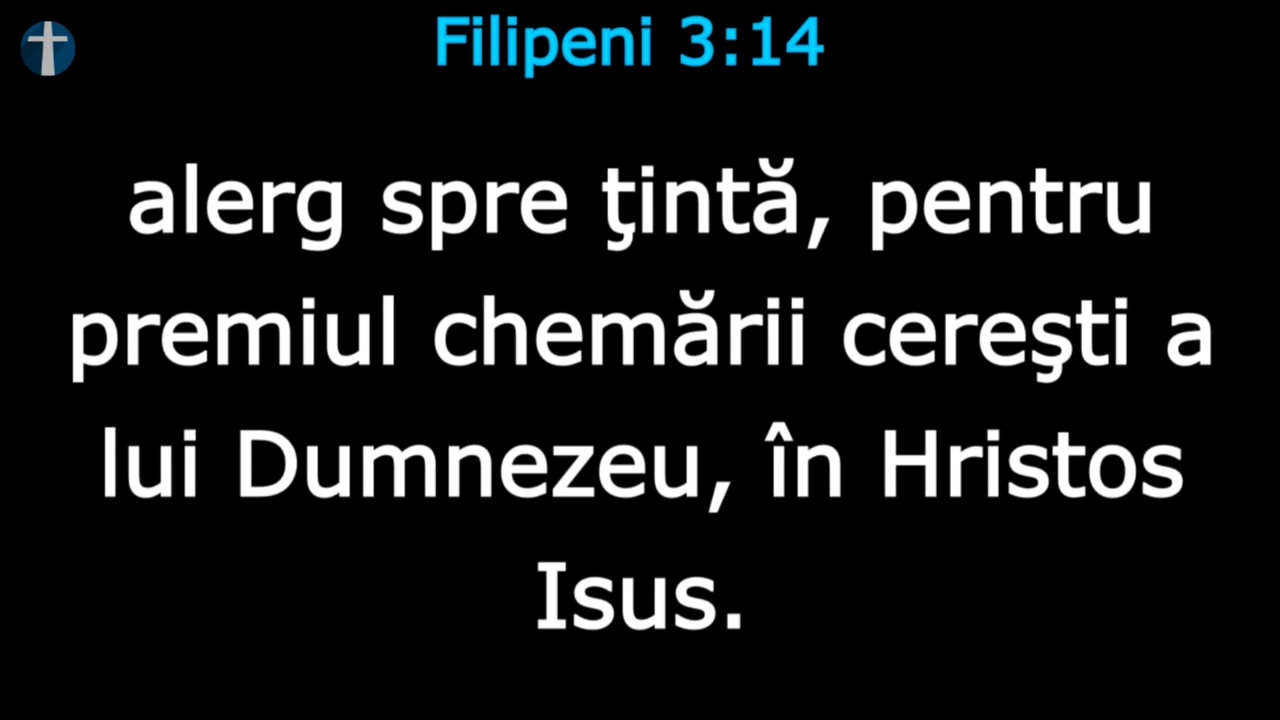 Filipeni 3:14
alerg spre ţintă, pentru
premiul chemării cereşti a
lui Dumnezeu, în Hristos
Isus.